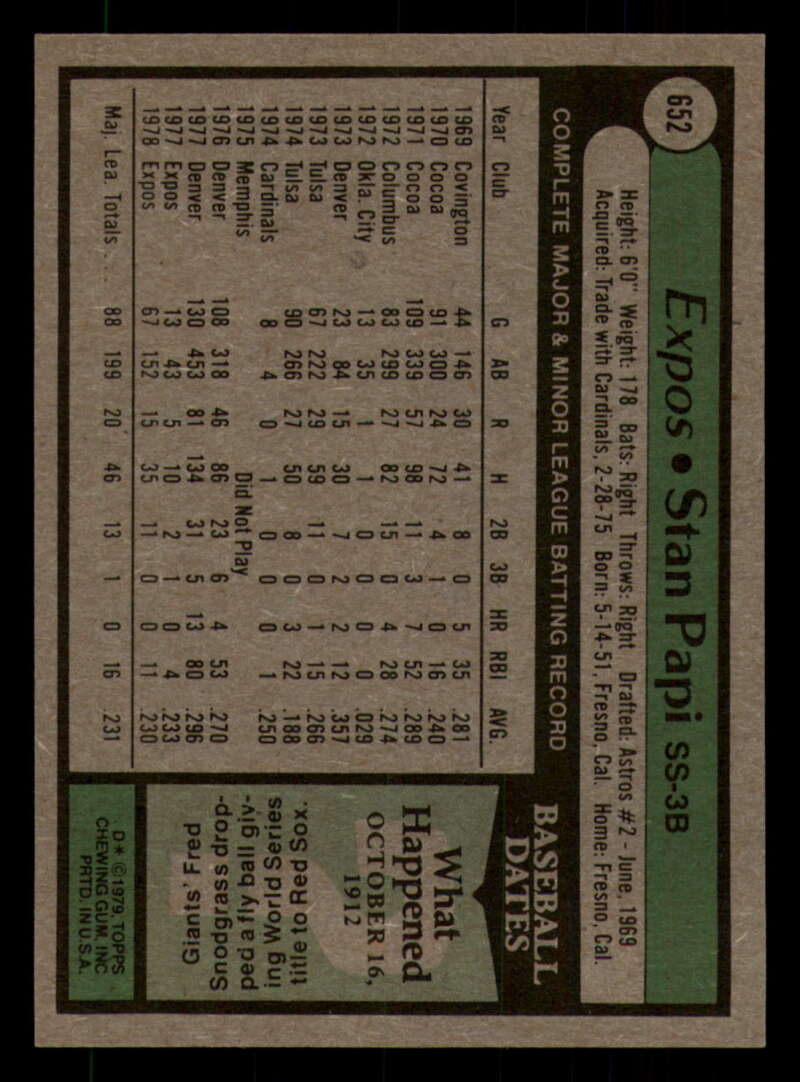 652
Expos • Stan Papi SS-3B
Height: 6'0" Weight: 178 Bats: Right Throws: Right Drafted: Astros #2 - June, 1969
Acquired: Trade with Cardinals, 2-28-75 Born: 5-14-51, Fresno, Cal. Home: Fresno, Cal.
COMPLETE MAJOR & MINOR LEAGUE BATTING RECORD
Year Club G AB R H 2B 3B HR RBI AVG.
1969 Covington 44 146 30 41 8 0 5 35 .281
1970 Cocoa 91 300 24 72 4 1 0 16 .240
1971 Cocoa 109 339 57 98 11 3 7 52 .289
1972 Columbus 83 299 27 82 15 0 4 28 .274
1972 Okla. City 13 35 1 1 0 0 0 0 .029
1973 Denver 23 84 15 30 7 2 2 12 .357
1973 Tulsa 67 222 29 59 11 0 1 15 .266
1974 Tulsa 90 266 27 50 8 0 3 22 .188
1974 Cardinals 8 4 0 1 0 0 0 1 .250
1975 Memphis Did Not Play
1976 Denver 108 318 46 86 23 6 4 53 .270
1977 Denver 130 453 81 134 31 5 13 80 .296
1977 Expos 13 43 5 10 2 1 0 4 .233
1978 Expos 67 152 15 35 11 0 0 11 .230
Maj. Lea. Totals . . . 88 199 20 46 13 1 0 16 .231
BASEBALL
DATES
What
Happened
OCTOBER 16,
1912
Giants' Fred
Snodgrass drop-
ped a fly ball giv-
ing World Series
title to Red Sox.
D* © 1979, TOPPS
CHEWING GUM, INC
PRTD. IN U.S.A.